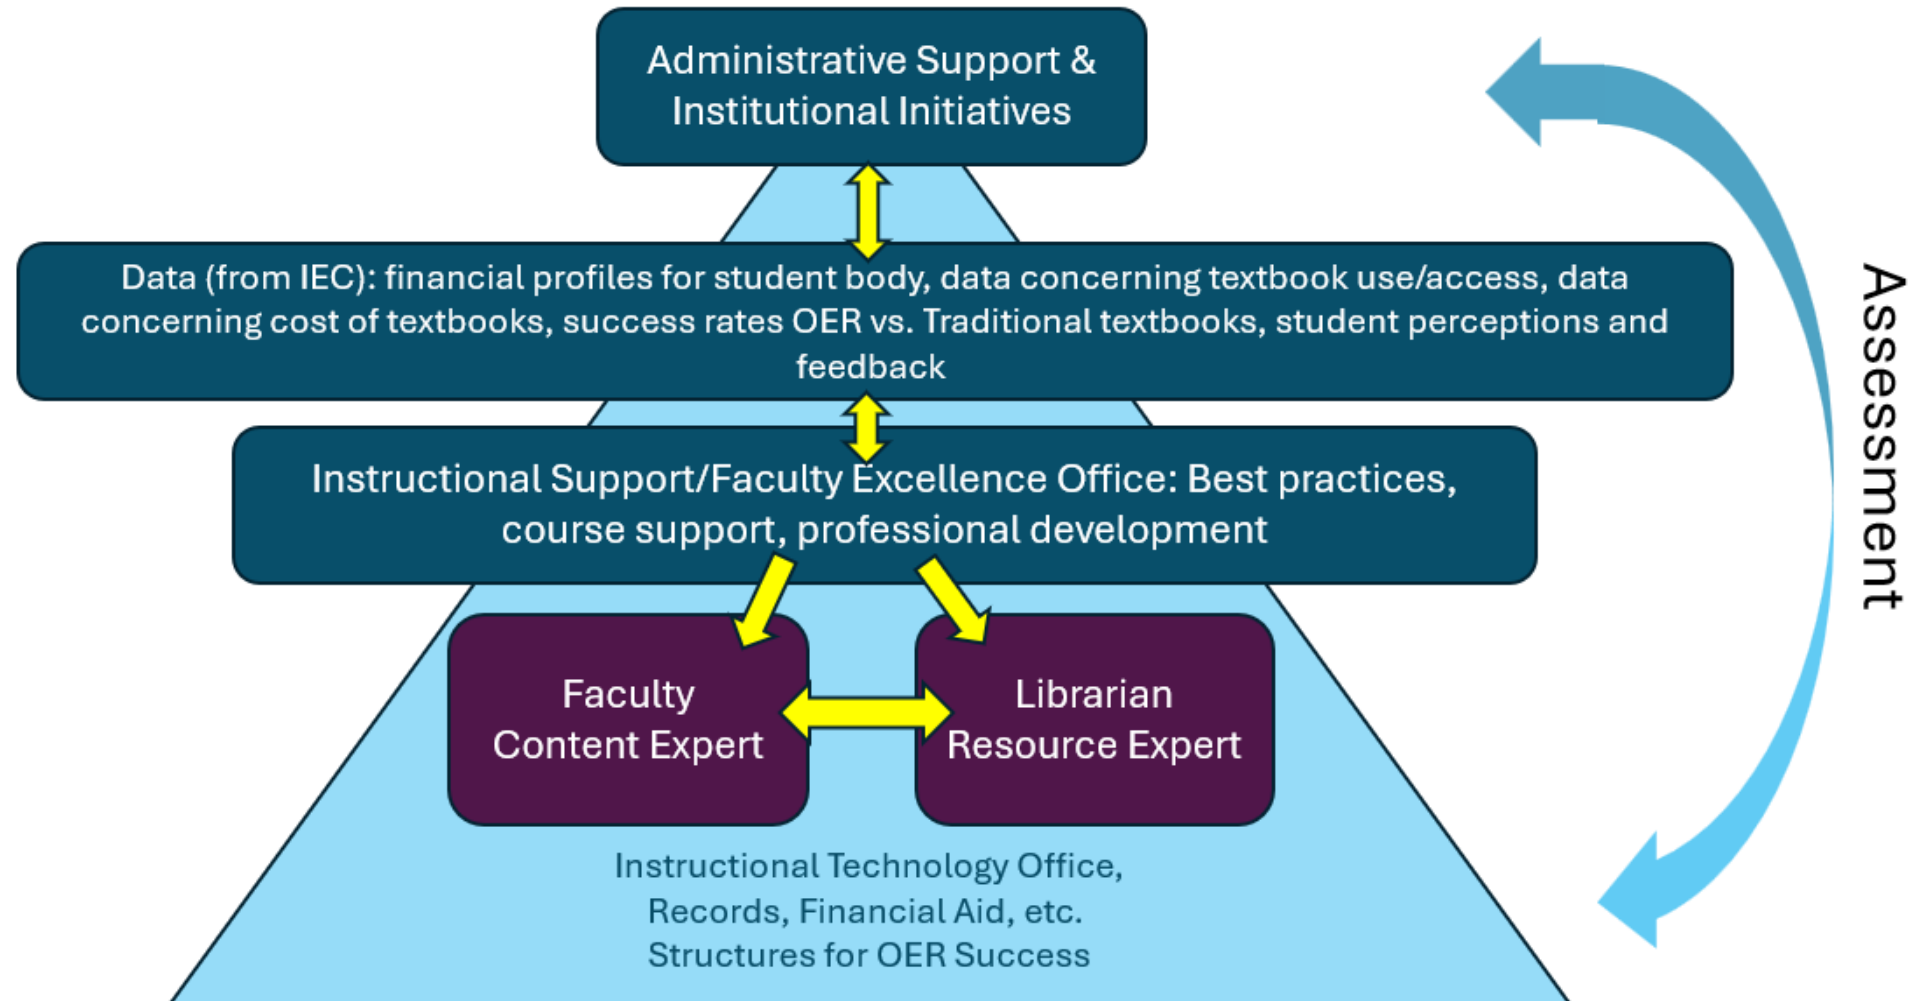 Administrative Support &
Institutional Initiatives
Data (from IEC): financial profiles for student body, data concerning textbook use/access, data
concerning cost of textbooks, success rates OER vs. Traditional textbooks, student perceptions and
feedback
Instructional Support/Faculty Excellence Office: Best practices,
course support, professional development
Faculty
Content Expert
Librarian
Resource Expert
Instructional Technology Office,
Records, Financial Aid, etc.
Structures for OER Success
Assessment